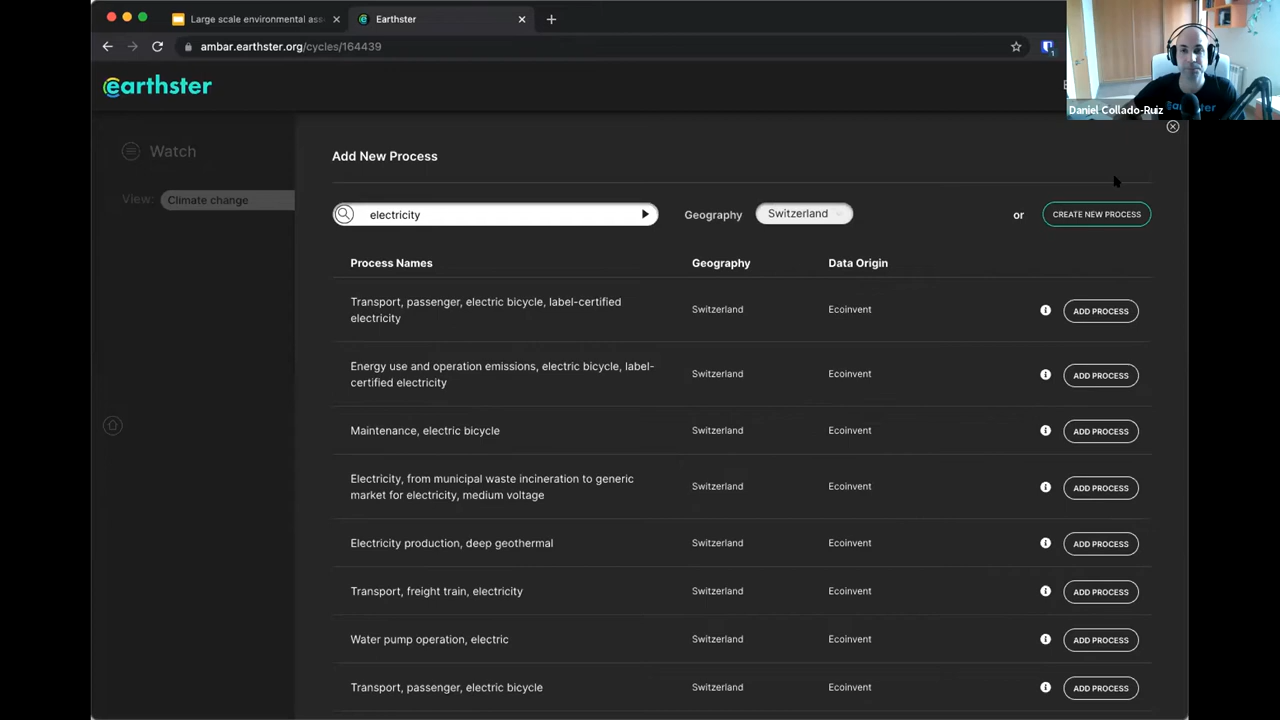 Large scale environmental ass
Earthster
ambar.earthster.org/cycles/164439
earthster
Daniel Collado-Ruiz
earthster
Watch
Add New Process
View:
Climate change
electricity
Geography
Switzerland
or
CREATE NEW PROCESS
Process Names
Geography
Data Origin
Transport, passenger, electric bicycle, label-certified
electricity
Switzerland
Ecoinvent
ADD PROCESS
Energy use and operation emissions, electric bicycle, label-
certified electricity
Switzerland
Ecoinvent
ADD PROCESS
Maintenance, electric bicycle
Switzerland
Ecoinvent
ADD PROCESS
Electricity, from municipal waste incineration to generic
market for electricity, medium voltage
Switzerland
Ecoinvent
ADD PROCESS
Electricity production, deep geothermal
Switzerland
Ecoinvent
ADD PROCESS
Transport, freight train, electricity
Switzerland
Ecoinvent
ADD PROCESS
Water pump operation, electric
Switzerland
Ecoinvent
ADD PROCESS
Transport, passenger, electric bicycle
Switzerland
Ecoinvent
ADD PROCESS